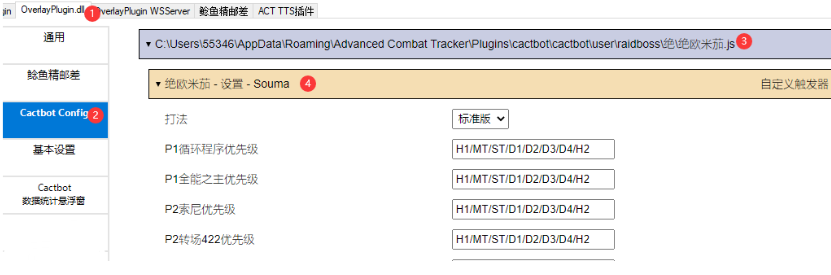 gin OverlayPlugin.dll OverlayPlugin WSServer 鲶鱼精邮差 ACT TTS插件
1
通用
鲶鱼精邮差
Cactbot Config
2
基本设置
Cactbot
数据统计悬浮窗
▾ C:\Users\55346\AppData\Roaming\Advanced Combat Tracker\Plugins\cactbot\cactbot\user\raidboss\绝\绝欧米茄.js
3
▾ 绝欧米茄 - 设置 - Souma
4
自定义触发器
打法 标准版
P1循环程序优先级 H1/MT/ST/D1/D2/D3/D4/H2
P1全能之主优先级 H1/MT/ST/D1/D2/D3/D4/H2
P2索尼优先级 H1/MT/ST/D1/D2/D3/D4/H2
P2转场422优先级 H1/MT/ST/D1/D2/D3/D4/H2